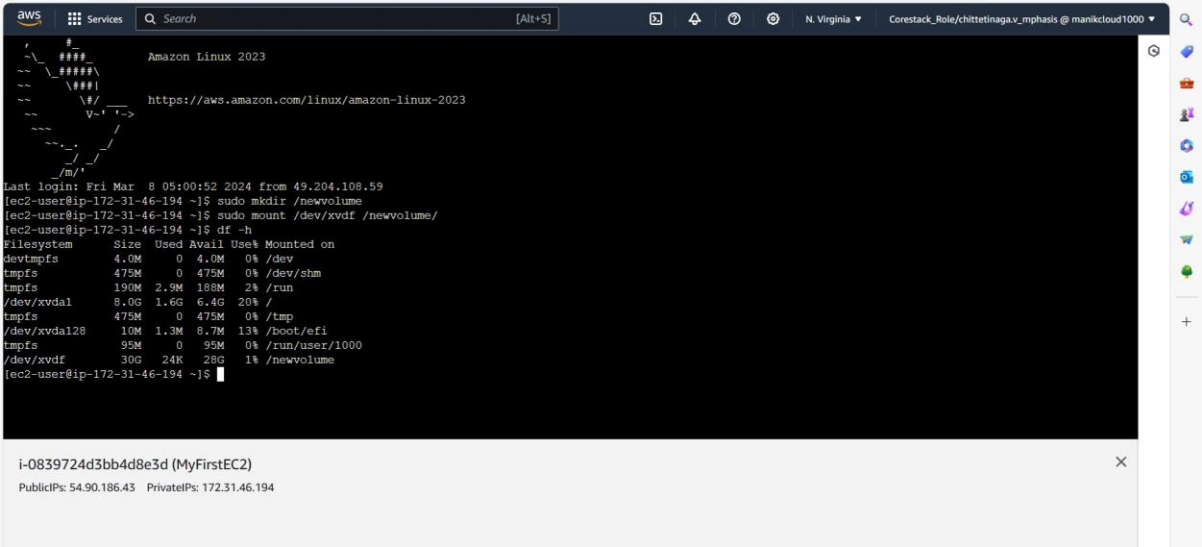 aws Services Search [Alt+S] N. Virginia ▼ Corestack_Role/chittetinaga.v_mphasis @ manikcloud1000 ▼
   ,     #_
   ~\_  ####_        Amazon Linux 2023
  ~~  \_#####\
  ~~     \###|
  ~~       \#/ ___   https://aws.amazon.com/linux/amazon-linux-2023
   ~~       V~' '->
    ~~~         /
      ~~._.   _/
         _/ _/
       _/m/'
Last login: Fri Mar  8 05:00:52 2024 from 49.204.108.59
[ec2-user@ip-172-31-46-194 ~]$ sudo mkdir /newvolume
[ec2-user@ip-172-31-46-194 ~]$ sudo mount /dev/xvdf /newvolume/
[ec2-user@ip-172-31-46-194 ~]$ df -h
Filesystem      Size  Used Avail Use% Mounted on
devtmpfs        4.0M     0  4.0M   0% /dev
tmpfs           475M     0  475M   0% /dev/shm
tmpfs           190M  2.9M  188M   2% /run
/dev/xvda1      8.0G  1.6G  6.4G  20% /
tmpfs           475M     0  475M   0% /tmp
/dev/xvda128     10M  1.3M  8.7M  13% /boot/efi
tmpfs            95M     0   95M   0% /run/user/1000
/dev/xvdf        30G   24K   28G   1% /newvolume
[ec2-user@ip-172-31-46-194 ~]$
i-0839724d3bb4d8e3d (MyFirstEC2)
PublicIPs: 54.90.186.43 PrivateIPs: 172.31.46.194